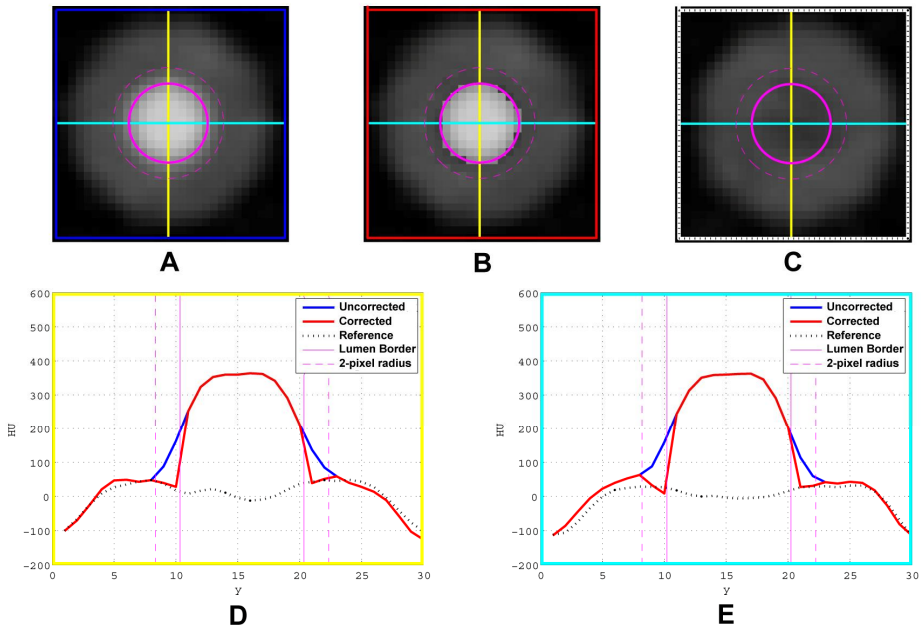 A
B
C
600
500
400
300
200
100
0
−100
−200
HU
0
5
10
15
20
25
30
y
Uncorrected
Corrected
Reference
Lumen Border
2-pixel radius
D
600
500
400
300
200
100
0
−100
−200
HU
0
5
10
15
20
25
30
y
Uncorrected
Corrected
Reference
Lumen Border
2-pixel radius
E